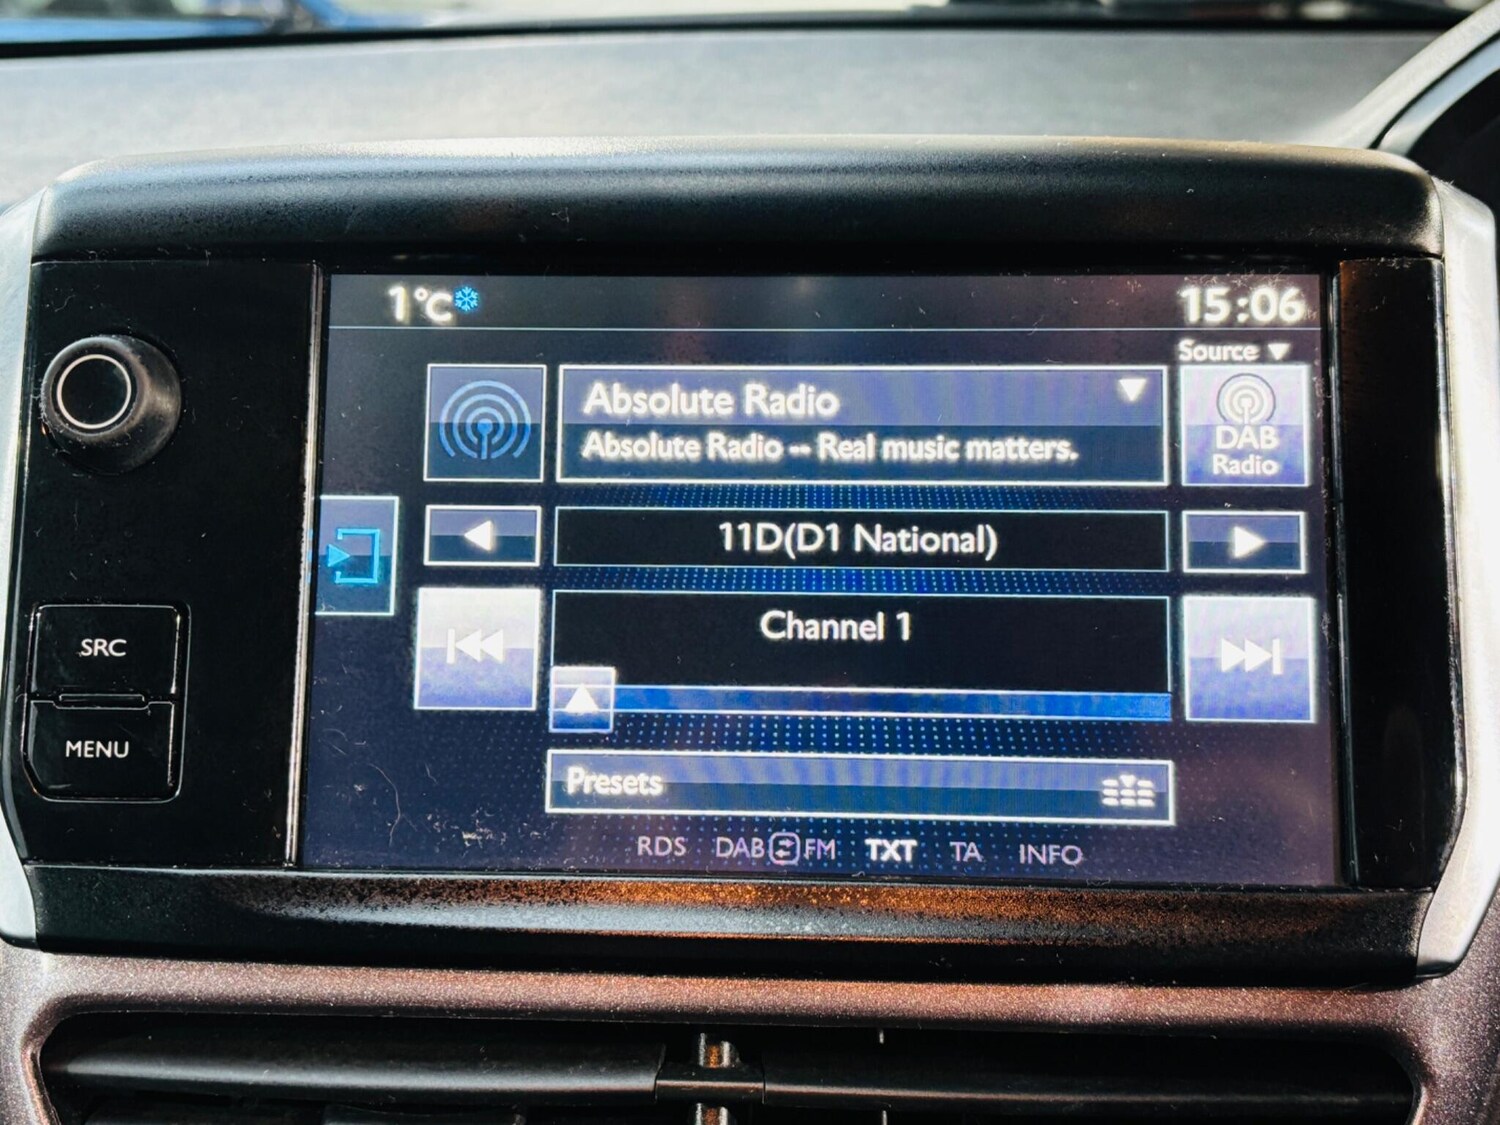 1°C
15:06
Source
Absolute Radio
Absolute Radio -- Real music matters.
DAB
Radio
11D(D1 National)
Channel 1
SRC
MENU
Presets
RDS DAB FM TXT TA INFO